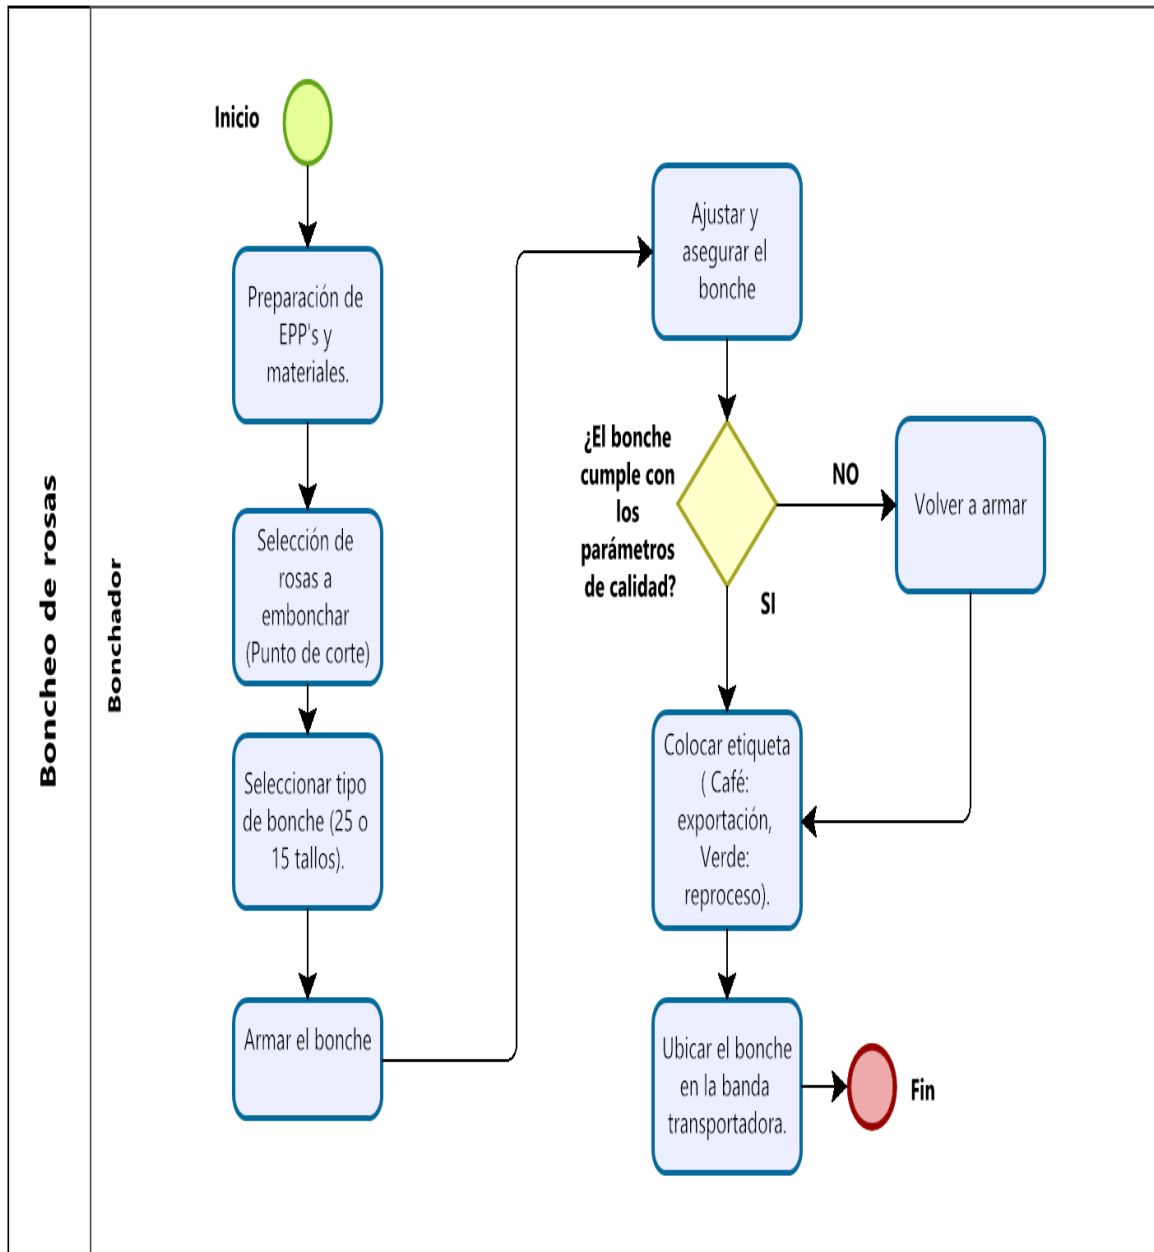 Boncheo de rosas
Bonchador
Inicio
Preparación de
EPP's y
materiales.
Selección de
rosas a
embonchar
(Punto de corte)
Seleccionar tipo
de bonche (25 o
15 tallos).
Armar el bonche
Ajustar y
asegurar el
bonche
¿El bonche
cumple con
los
parámetros
de calidad?
NO
Volver a armar
SI
Colocar etiqueta
( Café:
exportación,
Verde:
reproceso).
Ubicar el bonche
en la banda
transportadora.
Fin